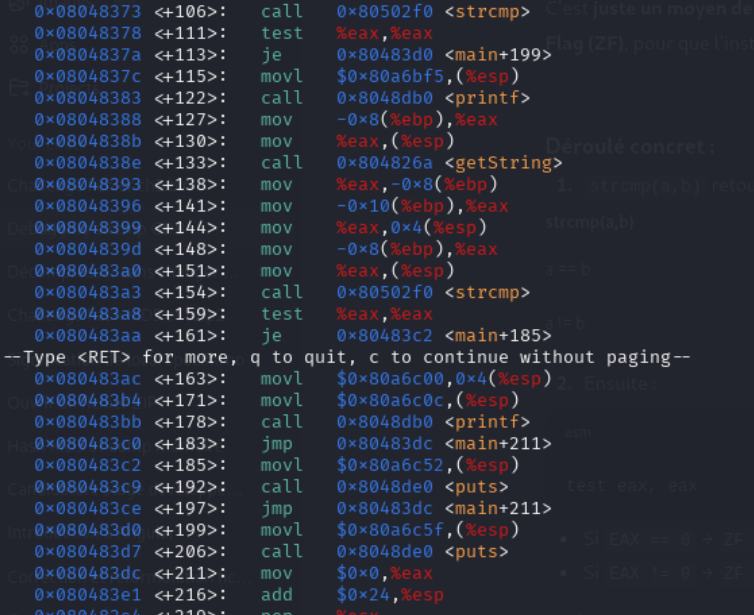 0x08048373 <+106>: call 0x80502f0 <strcmp>
0x08048378 <+111>: test %eax,%eax
0x0804837a <+113>: je 0x80483d0 <main+199>
0x0804837c <+115>: movl $0x80a6bf5,(%esp)
0x08048383 <+122>: call 0x8048db0 <printf>
0x08048388 <+127>: mov -0x8(%ebp),%eax
0x0804838b <+130>: mov %eax,(%esp)
0x0804838e <+133>: call 0x804826a <getString>
0x08048393 <+138>: mov %eax,-0x8(%ebp)
0x08048396 <+141>: mov -0x10(%ebp),%eax
0x08048399 <+144>: mov %eax,0x4(%esp)
0x0804839d <+148>: mov -0x8(%ebp),%eax
0x080483a0 <+151>: mov %eax,(%esp)
0x080483a3 <+154>: call 0x80502f0 <strcmp>
0x080483a8 <+159>: test %eax,%eax
0x080483aa <+161>: je 0x80483c2 <main+185>
--Type <RET> for more, q to quit, c to continue without paging--
0x080483ac <+163>: movl $0x80a6c00,0x4(%esp)
0x080483b4 <+171>: movl $0x80a6c0c,(%esp)
0x080483bb <+178>: call 0x8048db0 <printf>
0x080483c0 <+183>: jmp 0x80483dc <main+211>
0x080483c2 <+185>: movl $0x80a6c52,(%esp)
0x080483c9 <+192>: call 0x8048de0 <puts>
0x080483ce <+197>: jmp 0x80483dc <main+211>
0x080483d0 <+199>: movl $0x80a6c5f,(%esp)
0x080483d7 <+206>: call 0x8048de0 <puts>
0x080483dc <+211>: mov $0x0,%eax
0x080483e1 <+216>: add $0x24,%esp
C'est juste un moyen de
Flag (ZF), pour que l'inst
Déroulé concret :
1. strcmp(a,b) retou
strcmp(a,b)
a == b
a != b
2. Ensuite :
asm
test eax, eax
Si EAX == 0 → ZF
Si EAX != 0 → ZF